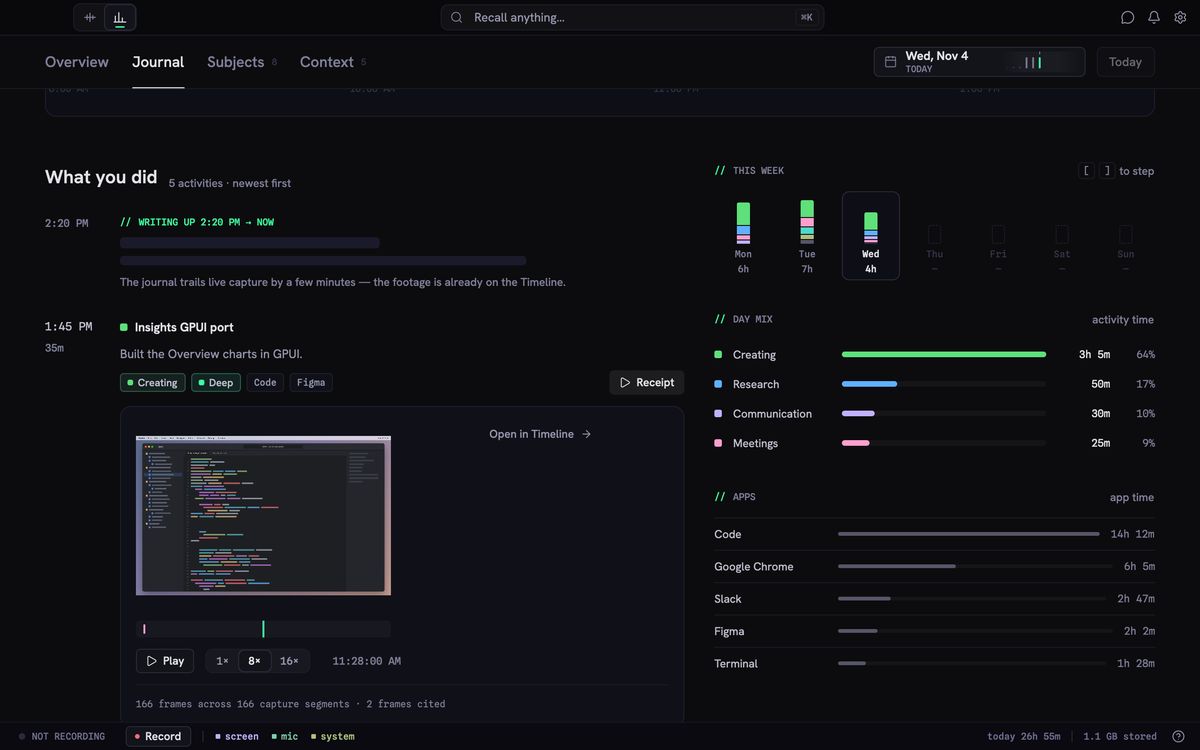 Recall anything...
⌘K
Overview
Journal
Subjects 8
Context 5
Wed, Nov 4
TODAY
Today
What you did
5 activities · newest first
2:20 PM
// WRITING UP 2:20 PM → NOW
The journal trails live capture by a few minutes — the footage is already on the Timeline.
1:45 PM
35m
Insights GPUI port
Built the Overview charts in GPUI.
Creating
Deep
Code
Figma
Receipt
Open in Timeline →
Play
1×
8×
16×
11:28:00 AM
166 frames across 166 capture segments · 2 frames cited
// THIS WEEK
[ ] to step
Mon
6h
Tue
7h
Wed
4h
Thu
–
Fri
–
Sat
–
Sun
–
// DAY MIX
activity time
Creating 3h 5m 64%
Research 50m 17%
Communication 30m 10%
Meetings 25m 9%
// APPS
app time
Code 14h 12m
Google Chrome 6h 5m
Slack 2h 47m
Figma 2h 2m
Terminal 1h 28m
NOT RECORDING
Record
screen
mic
system
today 26h 55m
1.1 GB stored